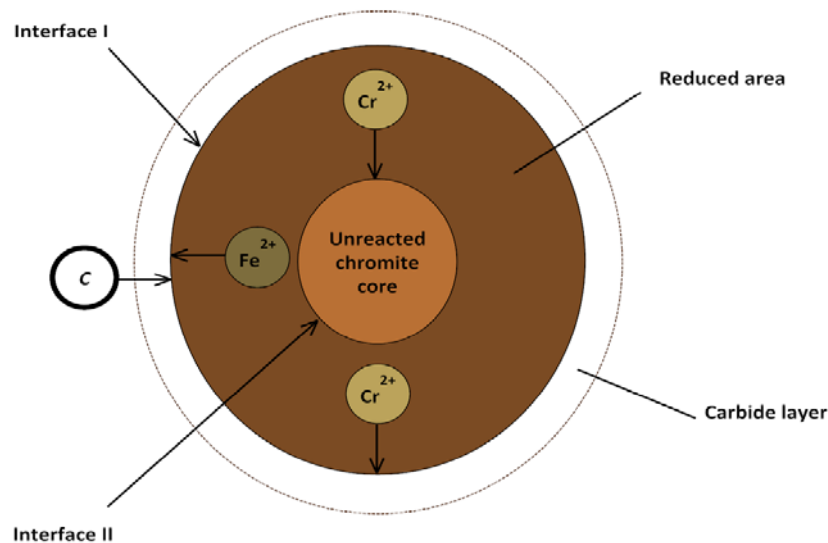 Interface I
Cr2+
Reduced area
Unreacted
chromite
core
Fe2+
C
Cr2+
Carbide layer
Interface II